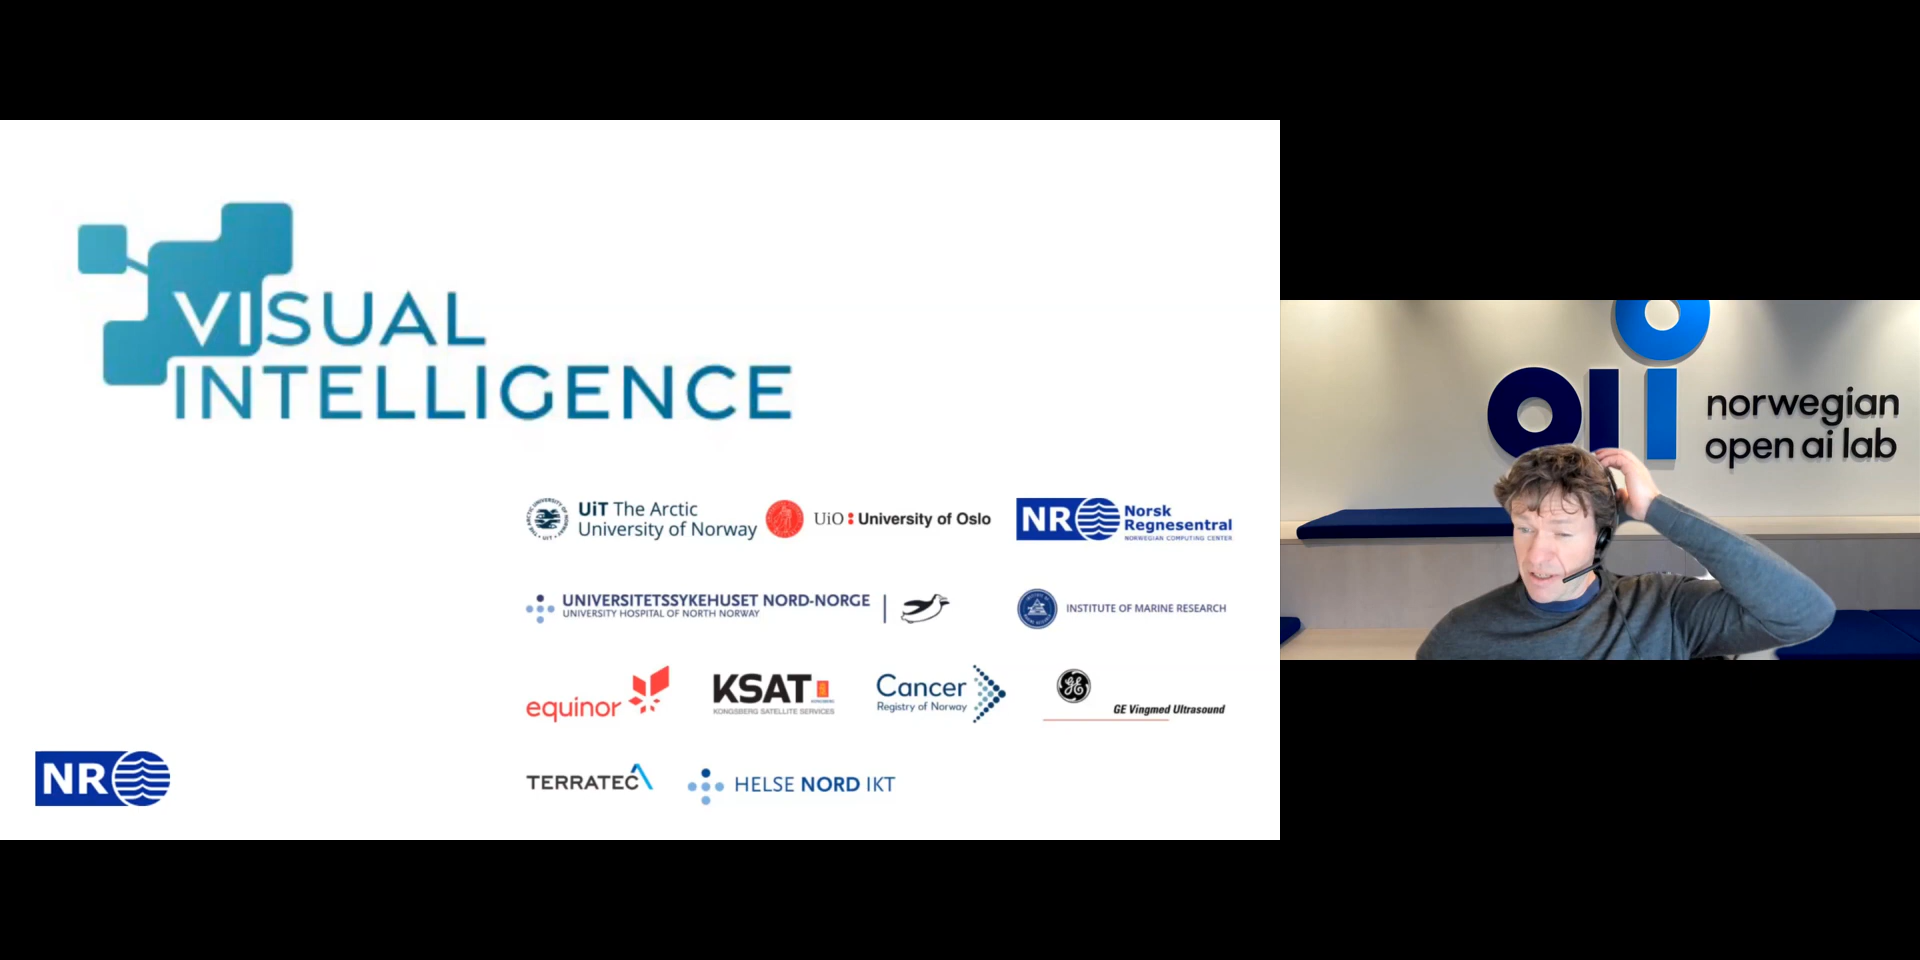 VISUAL
INTELLIGENCE
UiT The Arctic
University of Norway
UiO : University of Oslo
NR
Norsk
Regnesentral
NORWEGIAN COMPUTING CENTER
UNIVERSITETSSYKEHUSET NORD-NORGE
UNIVERSITY HOSPITAL OF NORTH NORWAY
INSTITUTE OF MARINE RESEARCH
equinor
KSAT
KONGSBERG SATELLITE SERVICES
Cancer
Registry of Norway
GE Vingmed Ultrasound
TERRATEC
HELSE NORD IKT
NR
norwegian
open ai lab